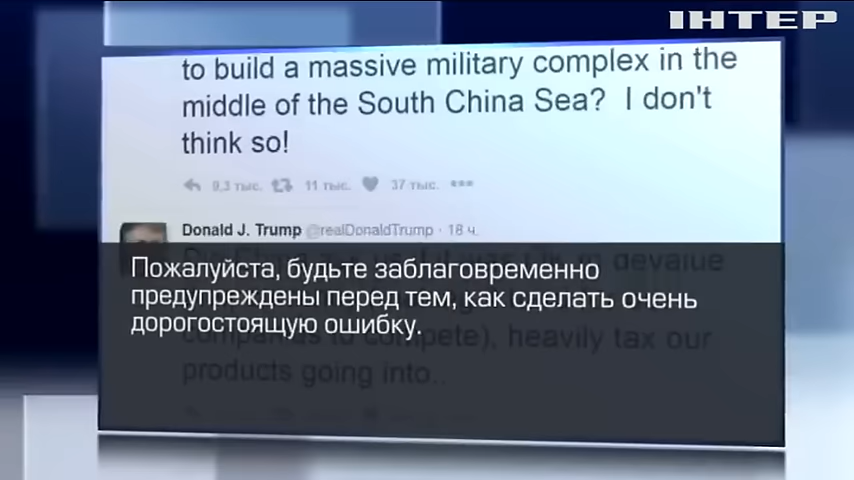 ІНТЕР
to build a massive military complex in the
middle of the South China Sea? I don't
think so!
9,3 тыс. 11 тыс. 37 тыс.
Donald J. Trump @realDonaldTrump · 18 ч.
devalue
Пожалуйста, будьте заблаговременно
предупреждены перед тем, как сделать очень
дорогостоящую ошибку.
compete), heavily tax our
products going into..